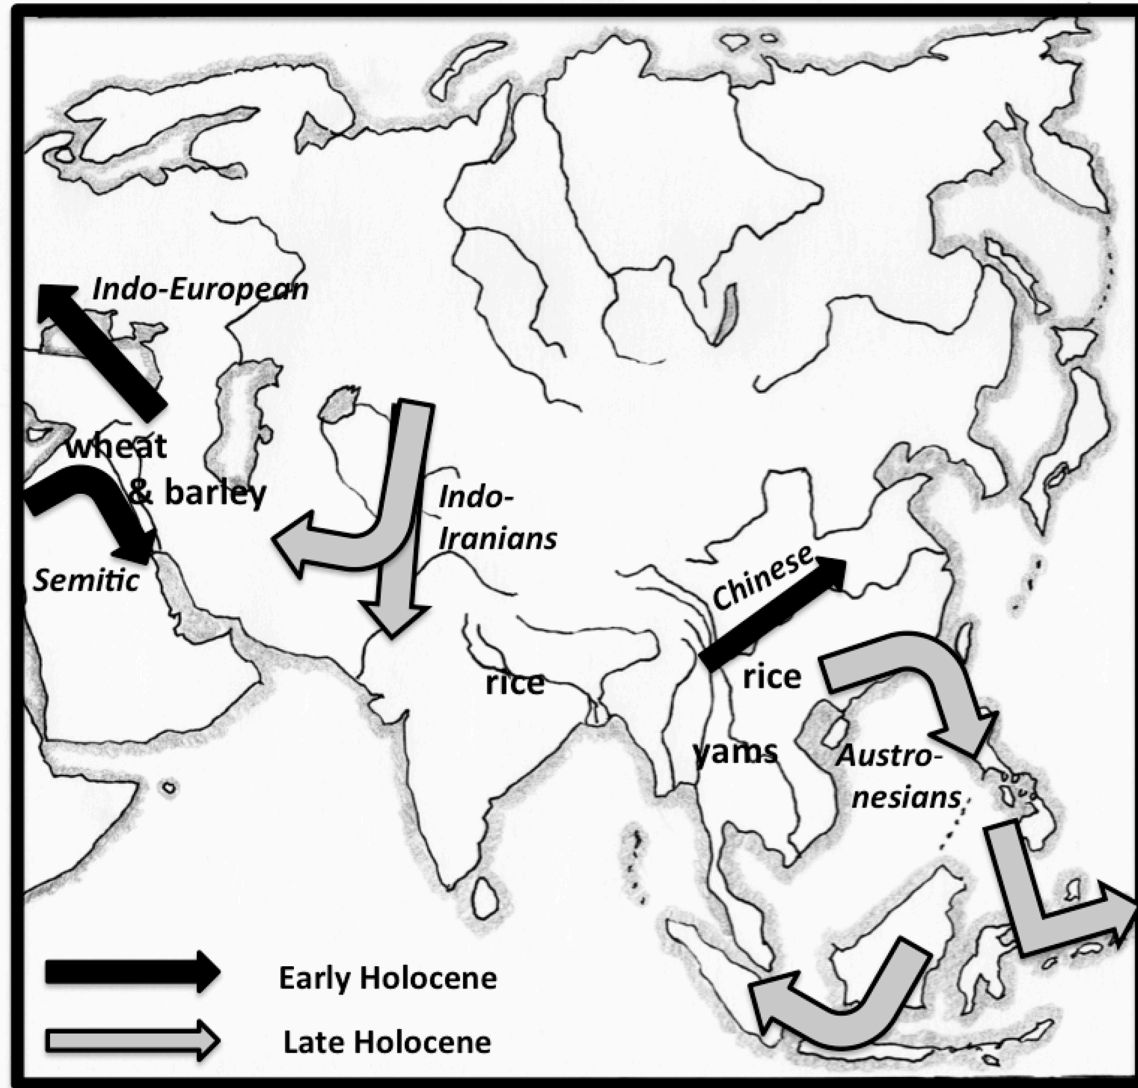 Indo-European
wheat
& barley
Semitic
Indo-
Iranians
Chinese
rice
rice
yams
Austro-
nesians
Early Holocene
Late Holocene